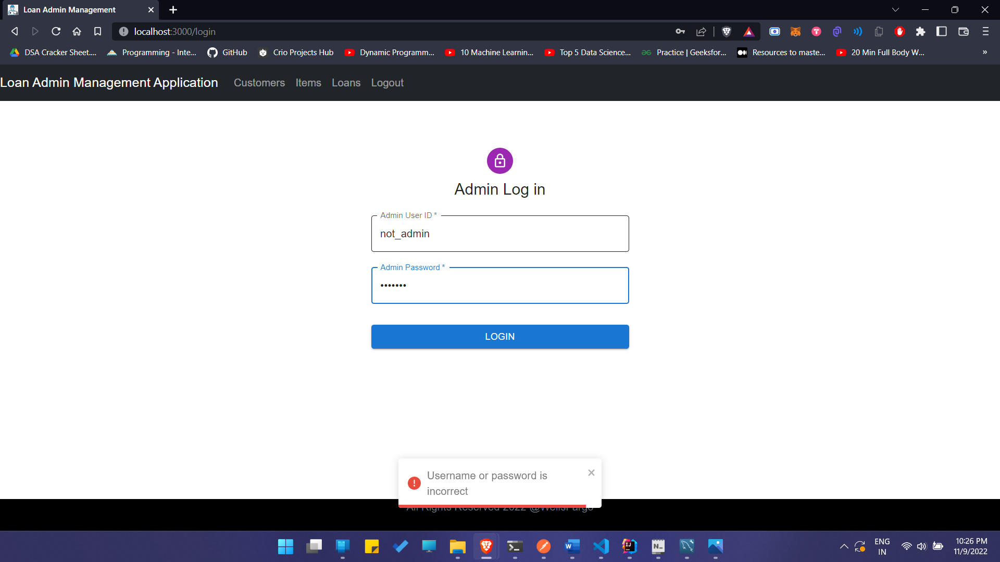 Loan Admin Management
localhost:3000/login
DSA Cracker Sheet.... Programming - Inte... GitHub Crio Projects Hub Dynamic Programm... 10 Machine Learnin... Top 5 Data Science... Practice | Geeksfor... Resources to maste... 20 Min Full Body W... »
Loan Admin Management Application Customers Items Loans Logout
Admin Log in
Admin User ID *
not_admin
Admin Password *
•••••••
LOGIN
Username or password is
incorrect
All Rights Reserved 2022 @WellsFargo
ENG
IN
10:26 PM
11/9/2022